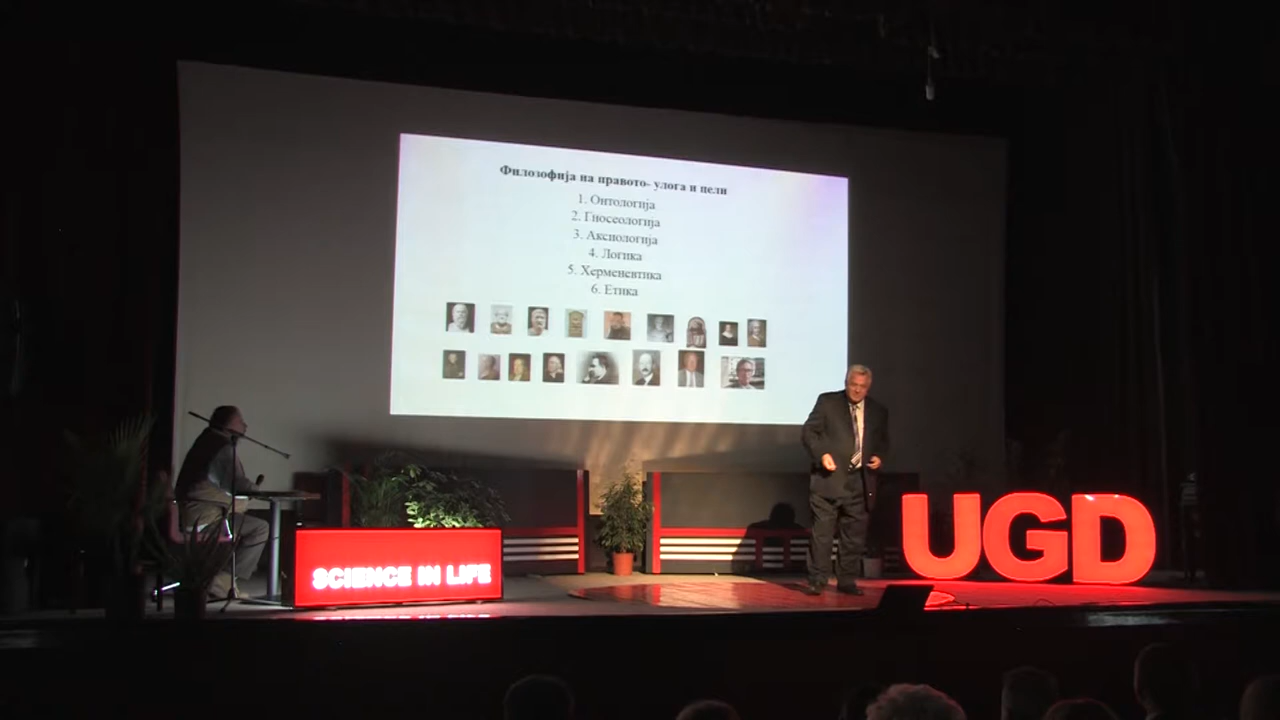 Филозофија на правото- улога и цели
1. Онтологија
2. Гносеологија
3. Аксиологија
4. Логика
5. Херменевтика
6. Етика
SCIENCE IN LIFE
UGD